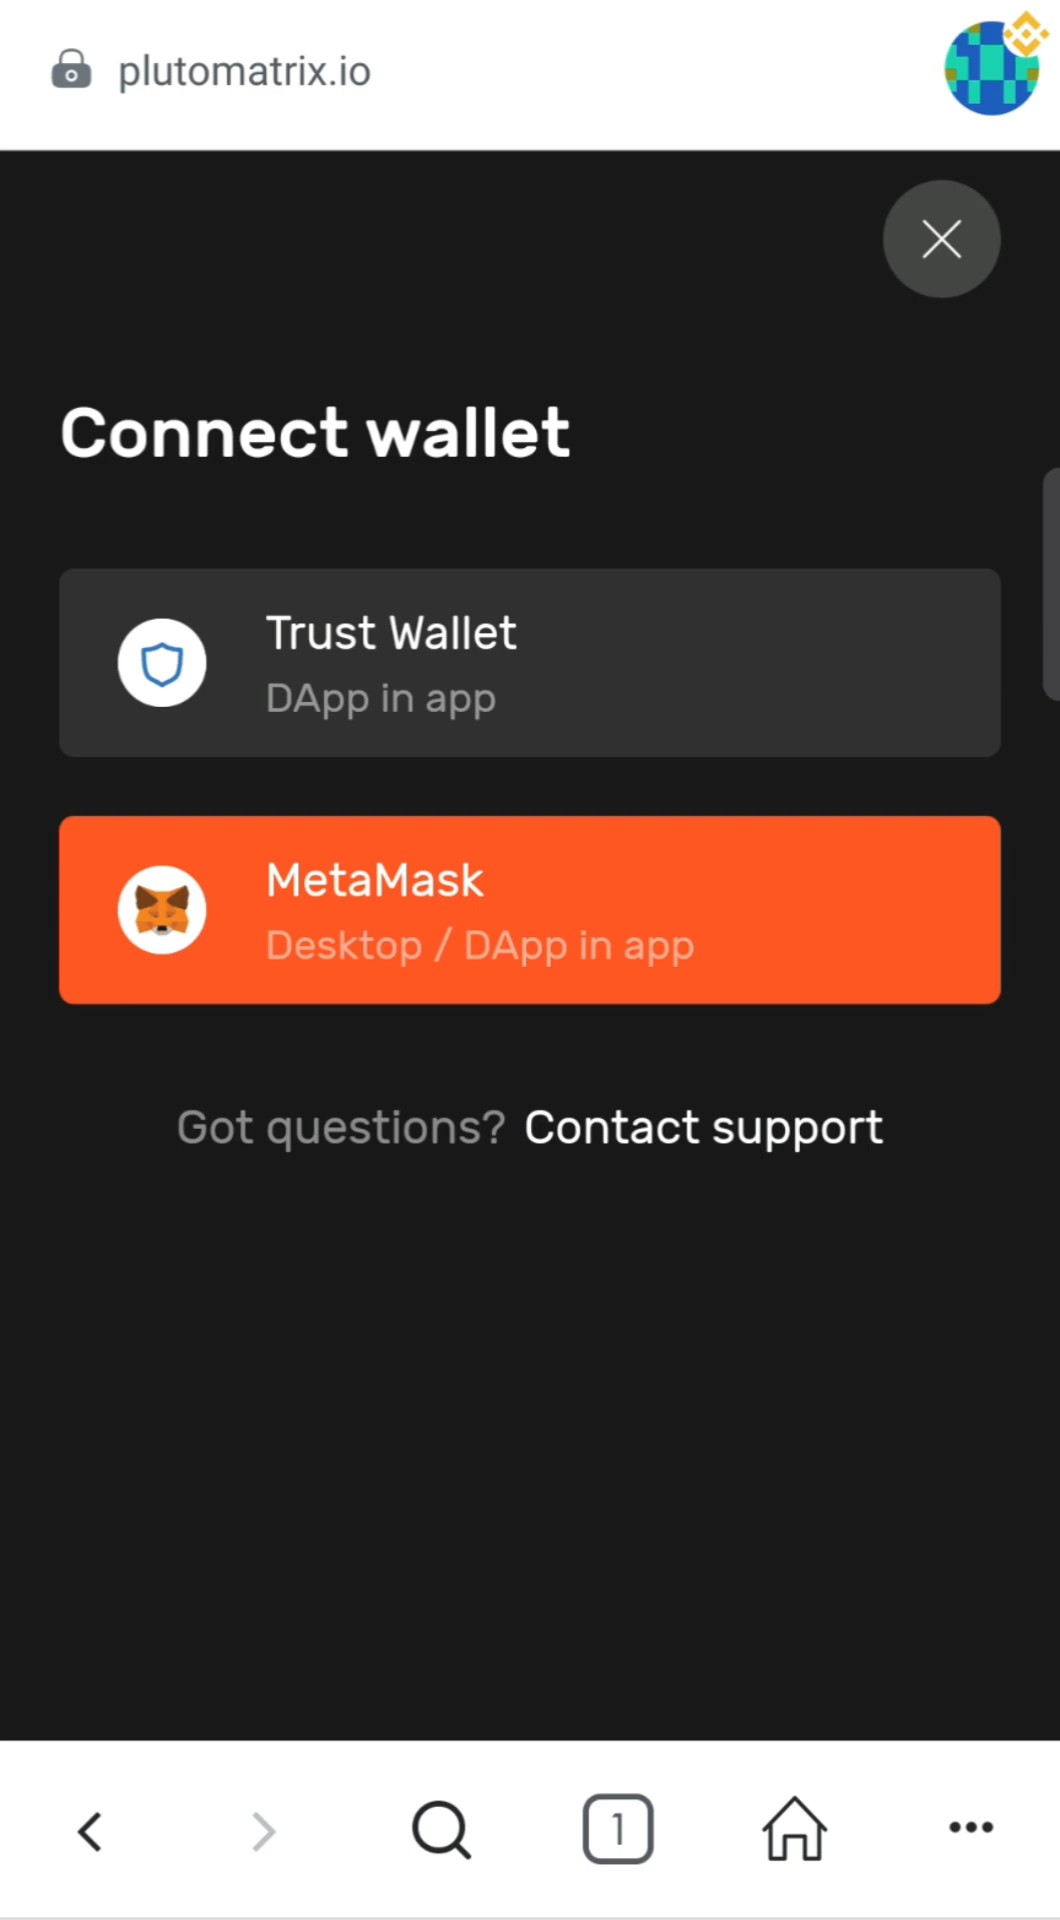 plutomatrix.io
Connect wallet
Trust Wallet
DApp in app
MetaMask
Desktop / DApp in app
Got questions? Contact support
1